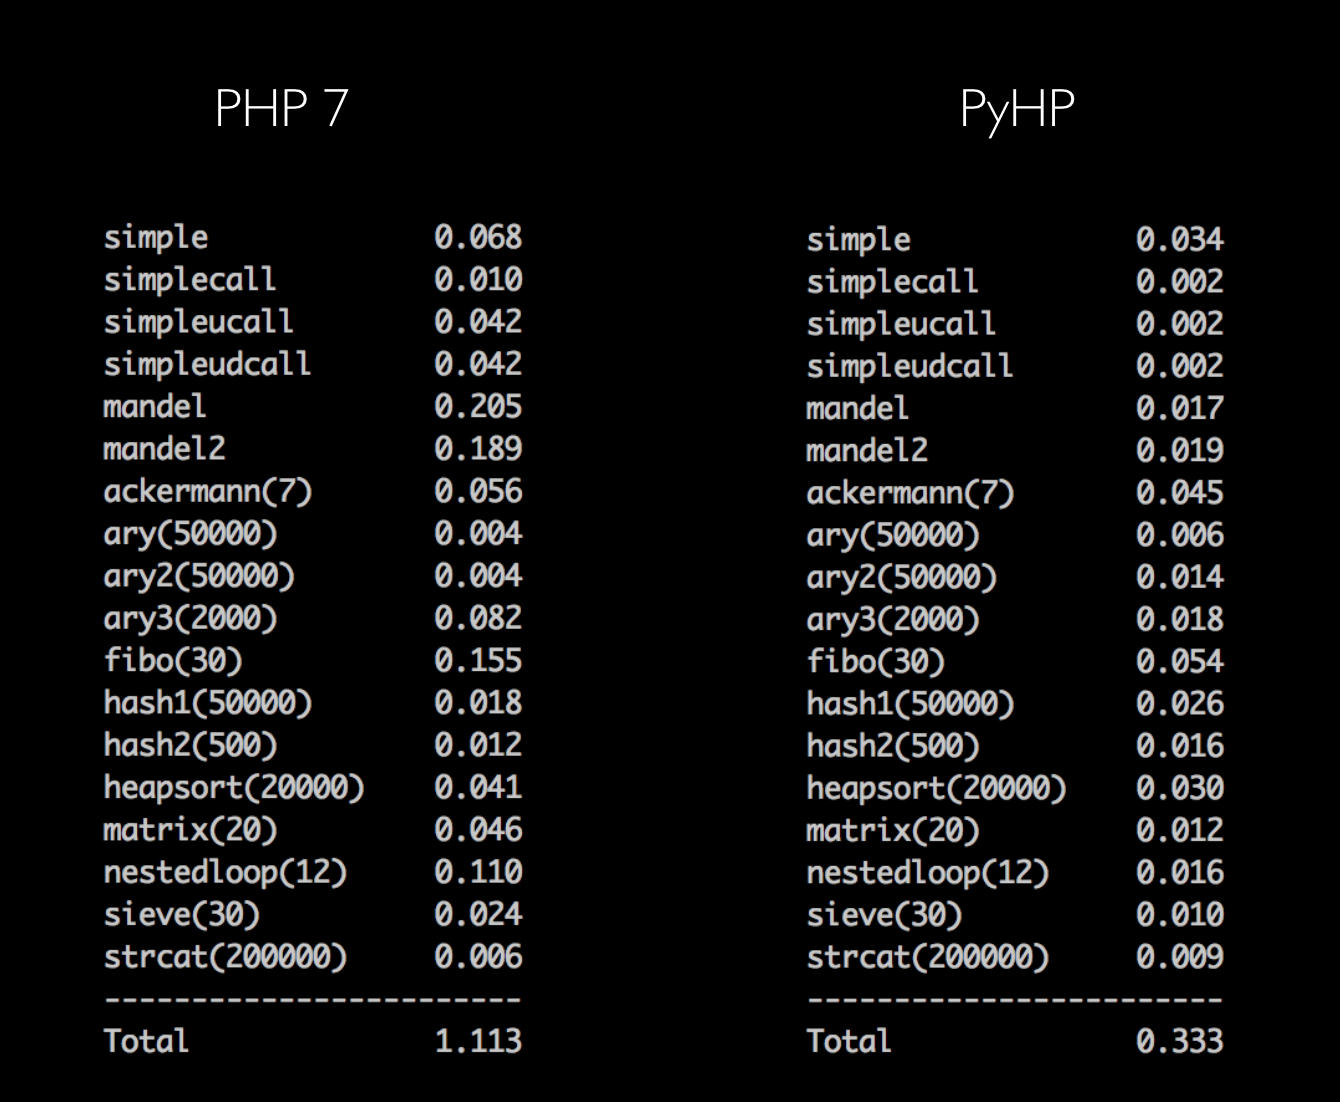 PHP 7
simple 0.068
simplecall 0.010
simpleucall 0.042
simpleudcall 0.042
mandel 0.205
mandel2 0.189
ackermann(7) 0.056
ary(50000) 0.004
ary2(50000) 0.004
ary3(2000) 0.082
fibo(30) 0.155
hash1(50000) 0.018
hash2(500) 0.012
heapsort(20000) 0.041
matrix(20) 0.046
nestedloop(12) 0.110
sieve(30) 0.024
strcat(200000) 0.006
------------------------
Total 1.113
PyHP
simple 0.034
simplecall 0.002
simpleucall 0.002
simpleudcall 0.002
mandel 0.017
mandel2 0.019
ackermann(7) 0.045
ary(50000) 0.006
ary2(50000) 0.014
ary3(2000) 0.018
fibo(30) 0.054
hash1(50000) 0.026
hash2(500) 0.016
heapsort(20000) 0.030
matrix(20) 0.012
nestedloop(12) 0.016
sieve(30) 0.010
strcat(200000) 0.009
------------------------
Total 0.333